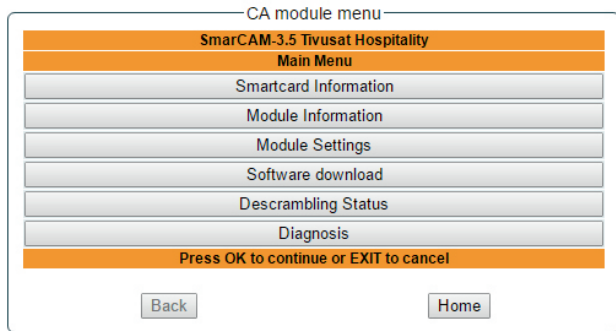 CA module menu
SmarCAM-3.5 Tivusat Hospitality
Main Menu
Smartcard Information
Module Information
Module Settings
Software download
Descrambling Status
Diagnosis
Press OK to continue or EXIT to cancel
Back Home